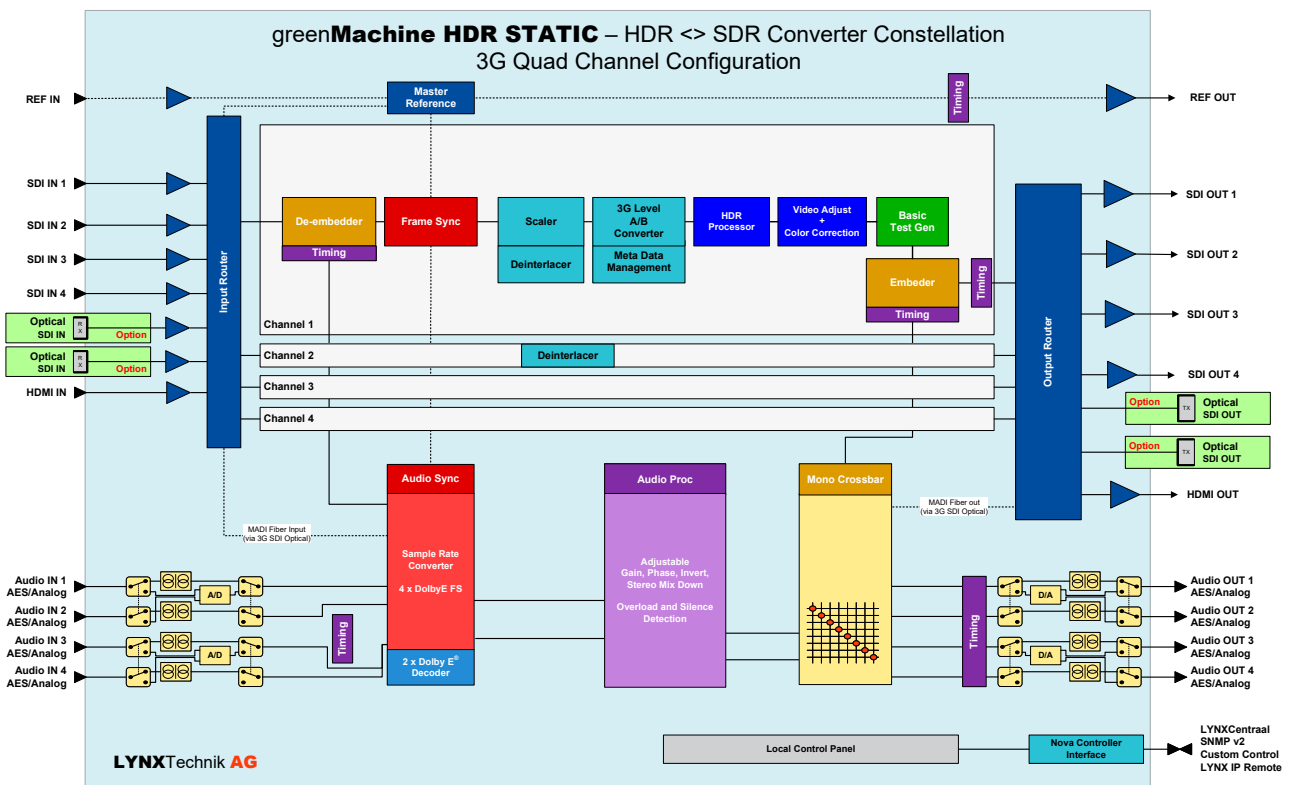 greenMachine HDR STATIC – HDR <> SDR Converter Constellation
3G Quad Channel Configuration
REF IN
Master
Reference
Timing
REF OUT
SDI IN 1
SDI IN 2
SDI IN 3
SDI IN 4
Optical
SDI IN
R
X
Option
Optical
SDI IN
R
X
Option
HDMI IN
Input Router
De-embedder
Timing
Frame Sync
Scaler
Deinterlacer
3G Level
A/B
Converter
Meta Data
Management
HDR
Processor
Video Adjust
+
Color Correction
Basic
Test Gen
Embeder
Timing
Timing
Channel 1
Channel 2
Deinterlacer
Channel 3
Channel 4
Output Router
SDI OUT 1
SDI OUT 2
SDI OUT 3
SDI OUT 4
Option
TX
Optical
SDI OUT
Option
TX
Optical
SDI OUT
HDMI OUT
MADI Fiber Input
(via 3G SDI Optical)
Audio Sync
Sample Rate
Converter
4 x DolbyE FS
2 x Dolby E®
Decoder
Audio Proc
Adjustable
Gain, Phase, Invert,
Stereo Mix Down
Overload and Silence
Detection
Mono Crossbar
MADI Fiber out
(via 3G SDI Optical)
Audio IN 1
AES/Analog
Audio IN 2
AES/Analog
Audio IN 3
AES/Analog
Audio IN 4
AES/Analog
A/D
A/D
Timing
Timing
D/A
D/A
Audio OUT 1
AES/Analog
Audio OUT 2
AES/Analog
Audio OUT 3
AES/Analog
Audio OUT 4
AES/Analog
LYNXTechnik AG
Local Control Panel
Nova Controller
Interface
LYNXCentraal
SNMP v2
Custom Control
LYNX IP Remote